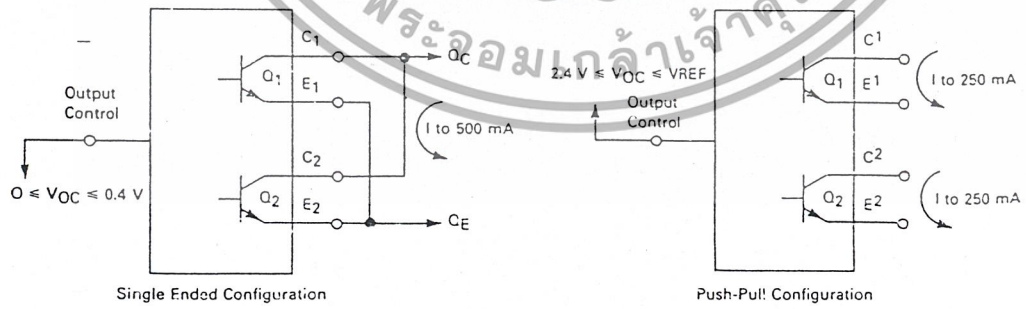 พระจอมเกล้าเจ้าคุ
C1
QC
Q1
E1
Output
Control
I to 500 mA
C2
O ≤ VOC ≤ 0.4 V
Q2
E2
CE
Single Ended Configuration
C1
2.4 V ≤ VOC ≤ VREF
Q1
E1
I to 250 mA
Output
Control
C2
Q2
E2
I to 250 mA
Push-Pull Configuration